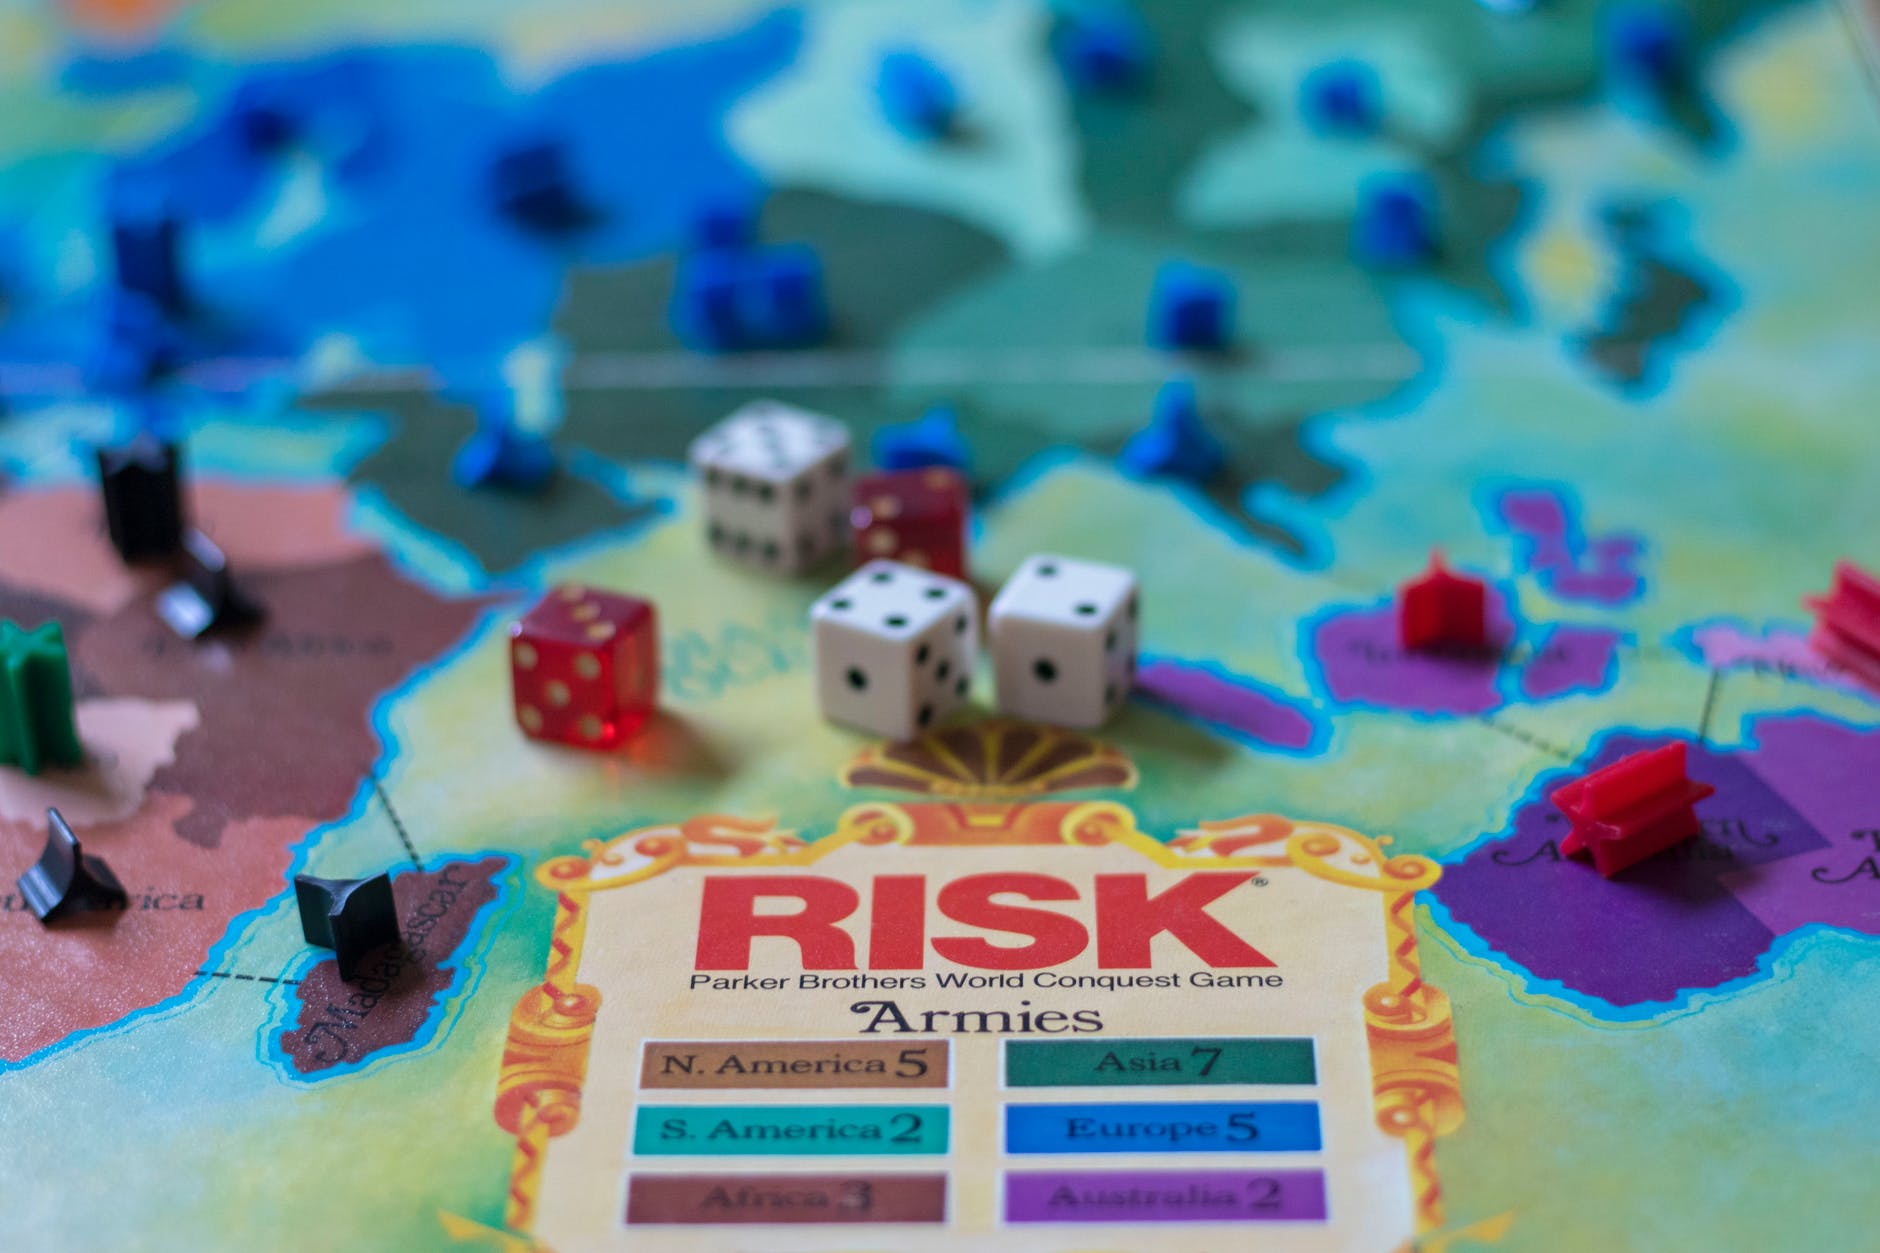 Madagascar
RISK®
Parker Brothers World Conquest Game
Armies
N. America 5
Asia 7
S. America 2
Europe 5
Africa 3
Australia 2